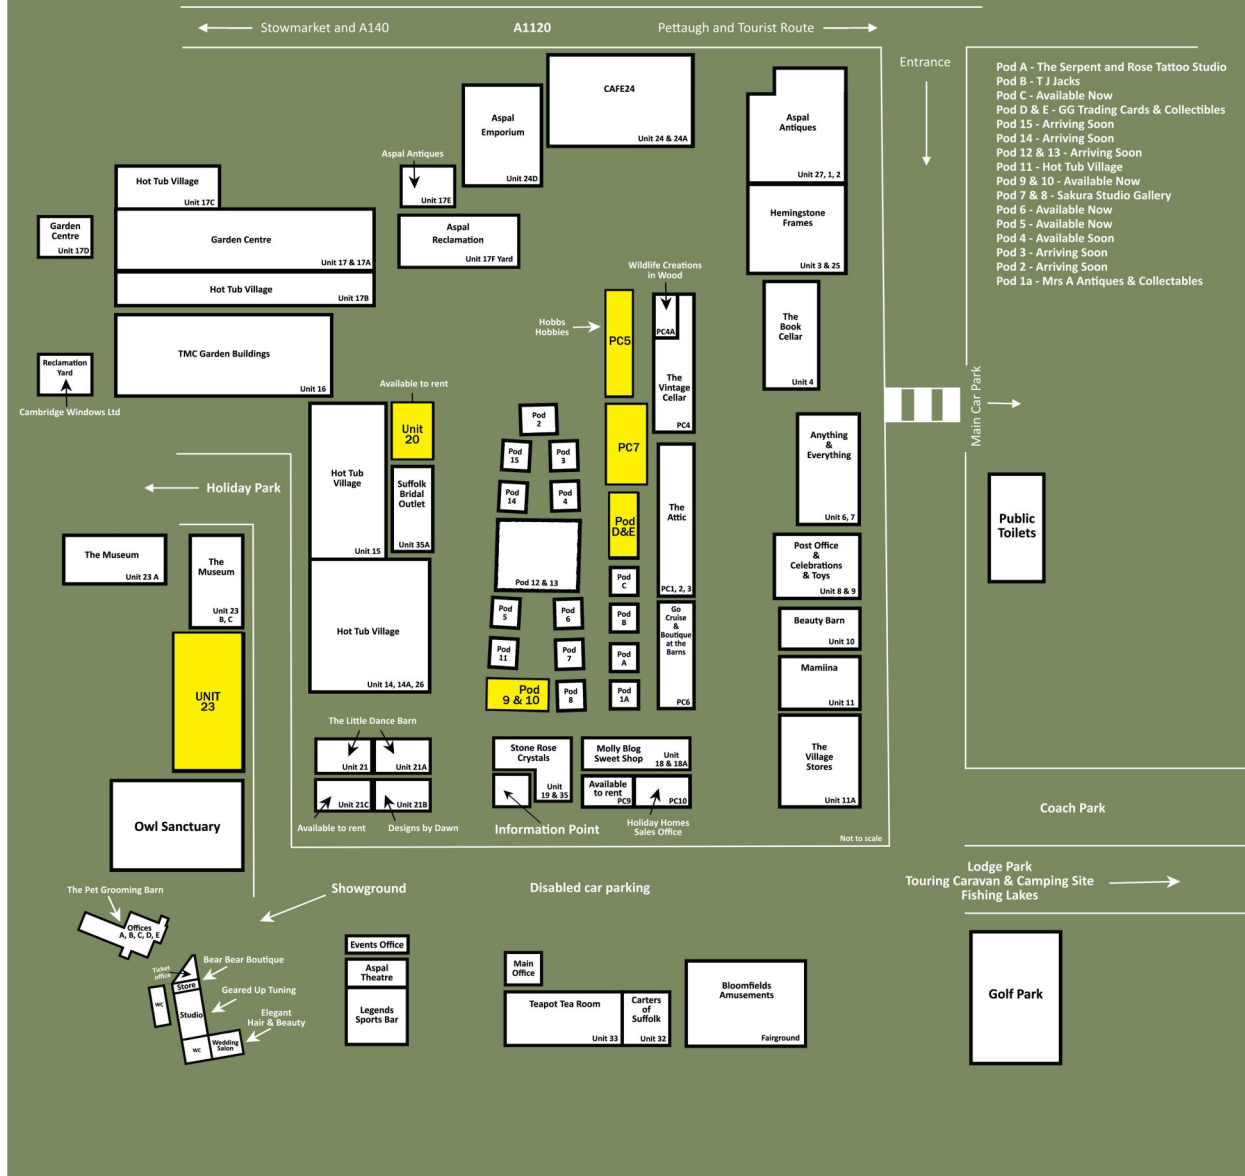 Stowmarket and A140
A1120
Pettaugh and Tourist Route
Entrance
Pod A - The Serpent and Rose Tattoo Studio
Pod B - T J Jacks
Pod C - Available Now
Pod D & E - GG Trading Cards & Collectibles
Pod 15 - Arriving Soon
Pod 14 - Arriving Soon
Pod 12 & 13 - Arriving Soon
Pod 11 - Hot Tub Village
Pod 9 & 10 - Available Now
Pod 7 & 8 - Sakura Studio Gallery
Pod 6 - Available Now
Pod 5 - Available Now
Pod 4 - Available Soon
Pod 3 - Arriving Soon
Pod 2 - Arriving Soon
Pod 1a - Mrs A Antiques & Collectables
CAFE24
Unit 24 & 24A
Aspal
Emporium
Unit 24D
Aspal
Antiques
Unit 27, 1, 2
Aspal Antiques
Unit 17E
Hot Tub Village
Unit 17C
Garden
Centre
Unit 17D
Garden Centre
Unit 17 & 17A
Aspal
Reclamation
Unit 17F Yard
Hemingstone
Frames
Unit 3 & 25
Hot Tub Village
Unit 17B
Wildlife Creations
in Wood
PC4A
The
Vintage
Cellar
PC4
Hobbs
Hobbies
PC5
The
Book
Cellar
Unit 4
TMC Garden Buildings
Unit 16
Reclamation
Yard
Cambridge Windows Ltd
Available to rent
Unit
20
Main Car Park
Pod
2
Pod
15
Pod
3
Pod
14
Pod
4
PC7
Anything
&
Everything
Unit 6, 7
Hot Tub
Village
Unit 15
Suffolk
Bridal
Outlet
Unit 35A
Holiday Park
Pod
D&E
The
Attic
PC1, 2, 3
Public
Toilets
The Museum
Unit 23 A
The
Museum
Unit 23
B, C
Pod 12 & 13
Post Office
&
Celebrations
& Toys
Unit 8 & 9
Pod
C
Hot Tub Village
Unit 14, 14A, 26
Pod
5
Pod
6
Pod
B
Go
Cruise
&
Boutique
at the
Barns
PC6
Beauty Barn
Unit 10
Pod
11
Pod
7
Pod
A
Mamiina
Unit 11
UNIT
23
Pod
9 & 10
Pod
8
Pod
1A
The Little Dance Barn
Unit 21
Unit 21A
Unit 21C
Unit 21B
Available to rent
Designs by Dawn
Stone Rose
Crystals
Unit
19 & 35
Information Point
Molly Blog
Sweet Shop
Unit
18 & 18A
Available
to rent
PC9
PC10
Holiday Homes
Sales Office
The
Village
Stores
Unit 11A
Not to scale
Coach Park
Owl Sanctuary
Lodge Park
Touring Caravan & Camping Site
Fishing Lakes
The Pet Grooming Barn
Showground
Disabled car parking
Offices
A, B, C, D, E
Ticket
office
Bear Bear Boutique
Store
Geared Up Tuning
WC
Studio
Elegant
Hair & Beauty
WC
Wedding
Salon
Events Office
Aspal
Theatre
Legends
Sports Bar
Main
Office
Teapot Tea Room
Unit 33
Carters
of
Suffolk
Unit 32
Bloomfields
Amusements
Fairground
Golf Park